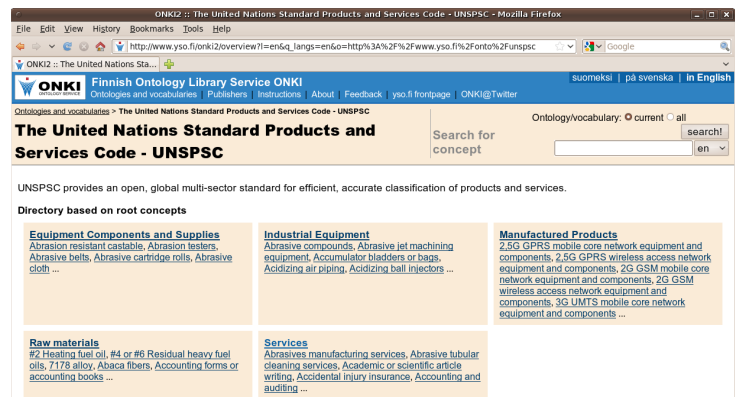 ONKI2 :: The United Nations Standard Products and Services Code - UNSPSC - Mozilla Firefox
File Edit View History Bookmarks Tools Help
http://www.yso.fi/onki2/overview?l=en&q_langs=en&o=http%3A%2F%2Fwww.yso.fi%2Fonto%2Funspsc
Google
ONKI2 :: The United Nations Sta...
suomeksi | på svenska | in English
ONKI
ONTOLOGY SERVICE
Finnish Ontology Library Service ONKI
Ontologies and vocabularies | Publishers | Instructions | About | Feedback | yso.fi frontpage | ONKI@Twitter
Ontologies and vocabularies > The United Nations Standard Products and Services Code - UNSPSC
The United Nations Standard Products and
Services Code - UNSPSC
Search for
concept
Ontology/vocabulary: current all
search!
en
UNSPSC provides an open, global multi-sector standard for efficient, accurate classification of products and services.
Directory based on root concepts
Equipment Components and Supplies
Abrasion resistant castable, Abrasion testers,
Abrasive belts, Abrasive cartridge rolls, Abrasive
cloth ...
Industrial Equipment
Abrasive compounds, Abrasive jet machining
equipment, Accumulator bladders or bags,
Acidizing air piping, Acidizing ball injectors ...
Manufactured Products
2,5G GPRS mobile core network equipment and
components, 2,5G GPRS wireless access network
equipment and components, 2G GSM mobile core
network equipment and components, 2G GSM
wireless access network equipment and
components, 3G UMTS mobile core network
equipment and components ...
Raw materials
#2 Heating fuel oil, #4 or #6 Residual heavy fuel
oils, 7178 alloy, Abaca fibers, Accounting forms or
accounting books ...
Services
Abrasives manufacturing services, Abrasive tubular
cleaning services, Academic or scientific article
writing, Accidental injury insurance, Accounting and
auditing ...